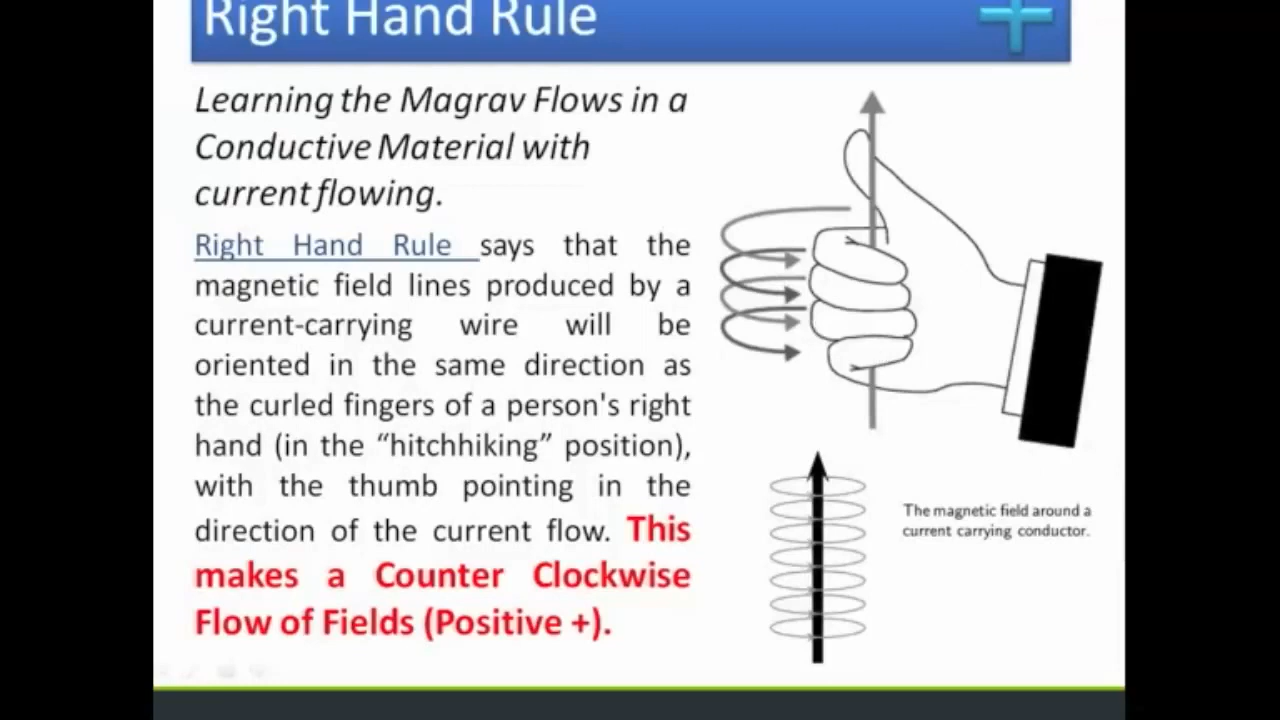 Right Hand Rule
Learning the Magrav Flows in a
Conductive Material with
current flowing.
Right Hand Rule says that the
magnetic field lines produced by a
current-carrying wire will be
oriented in the same direction as
the curled fingers of a person's right
hand (in the “hitchhiking” position),
with the thumb pointing in the
direction of the current flow. This
makes a Counter Clockwise
Flow of Fields (Positive +).
The magnetic field around a
current carrying conductor.